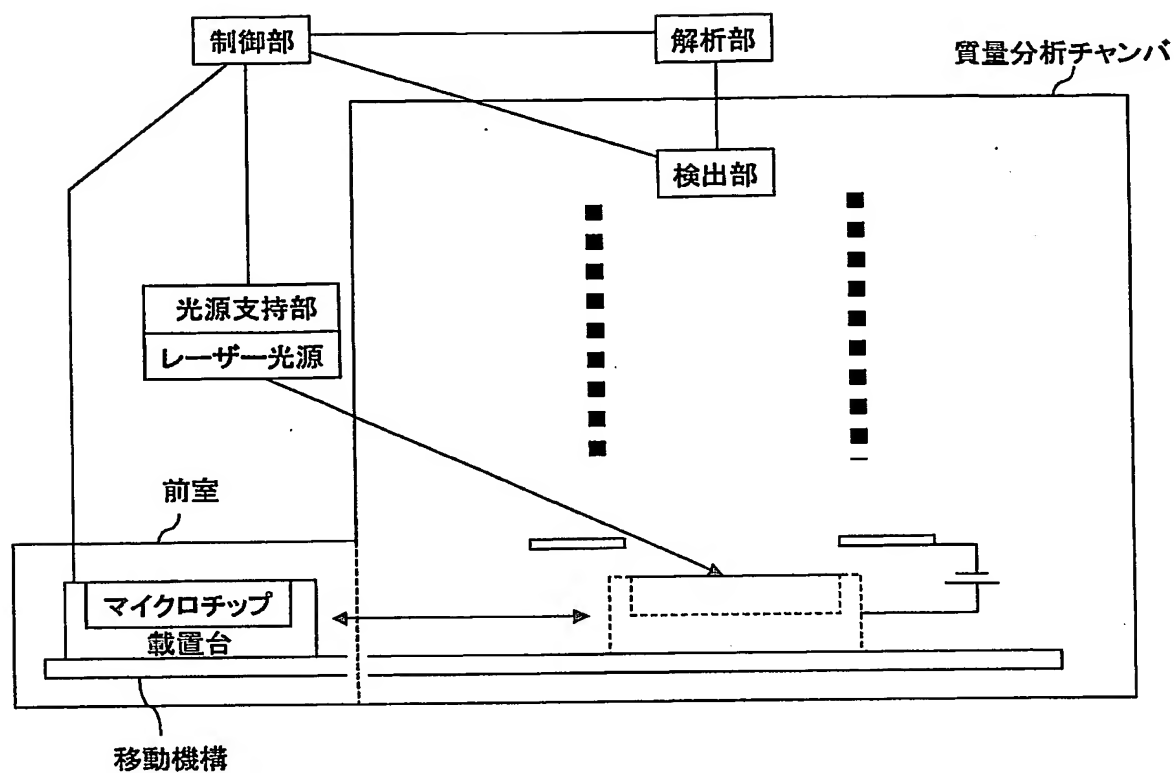 制御部
解析部
質量分析チャンバ
検出部
光源支持部
レーザー光源
前室
マイクロチップ
載置台
移動機構